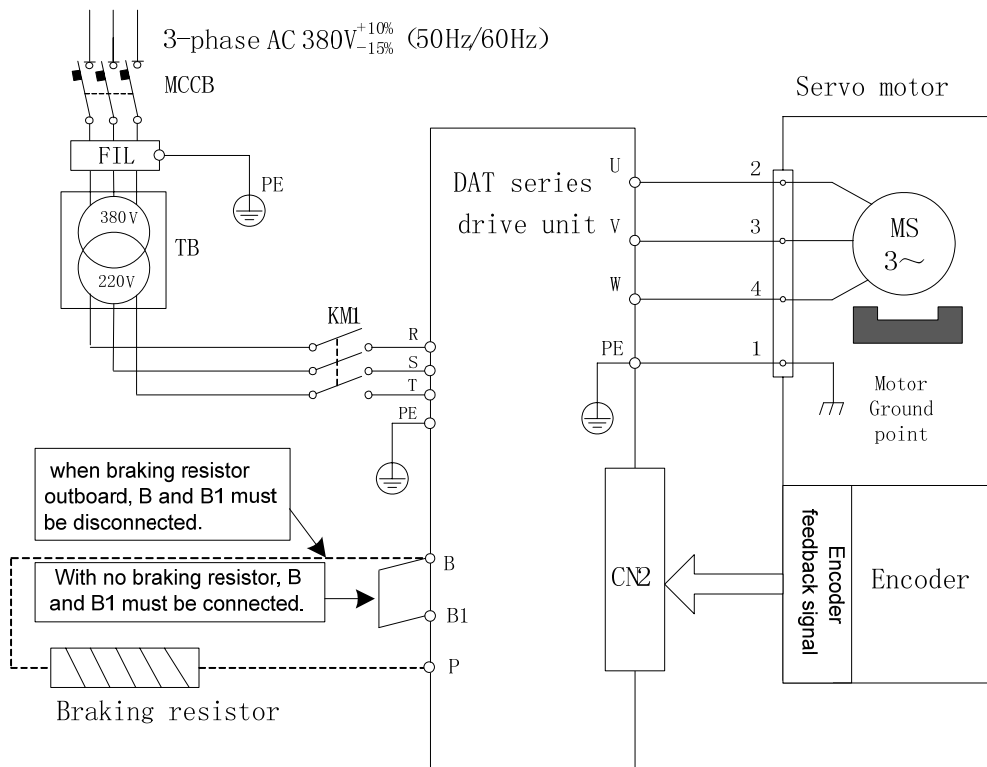 3-phase AC 380V +10% -15% (50Hz/60Hz)
MCCB
FIL
PE
380V
220V
TB
KM1
R
S
T
PE
DAT series
drive unit
U
V
W
PE
2
3
4
1
Servo motor
MS
3～
Motor
Ground
point
when braking resistor
outboard, B and B1 must
be disconnected.
With no braking resistor, B
and B1 must be connected.
B
B1
P
Braking resistor
CN2
Encoder
feedback signal
Encoder